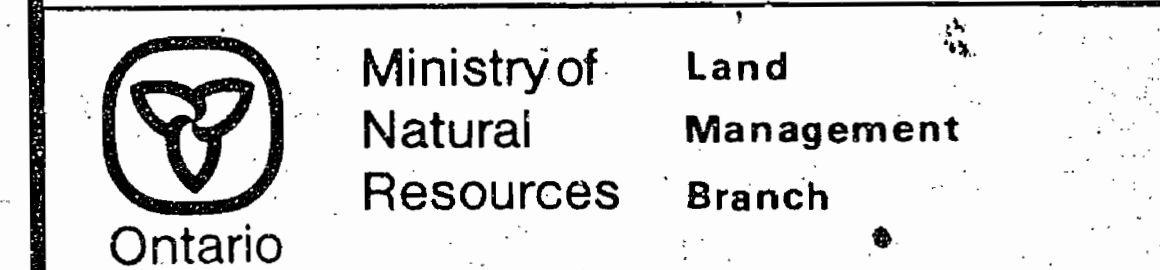 Ministry of
Natural
Resources
Land
Management
Branch
Ontario